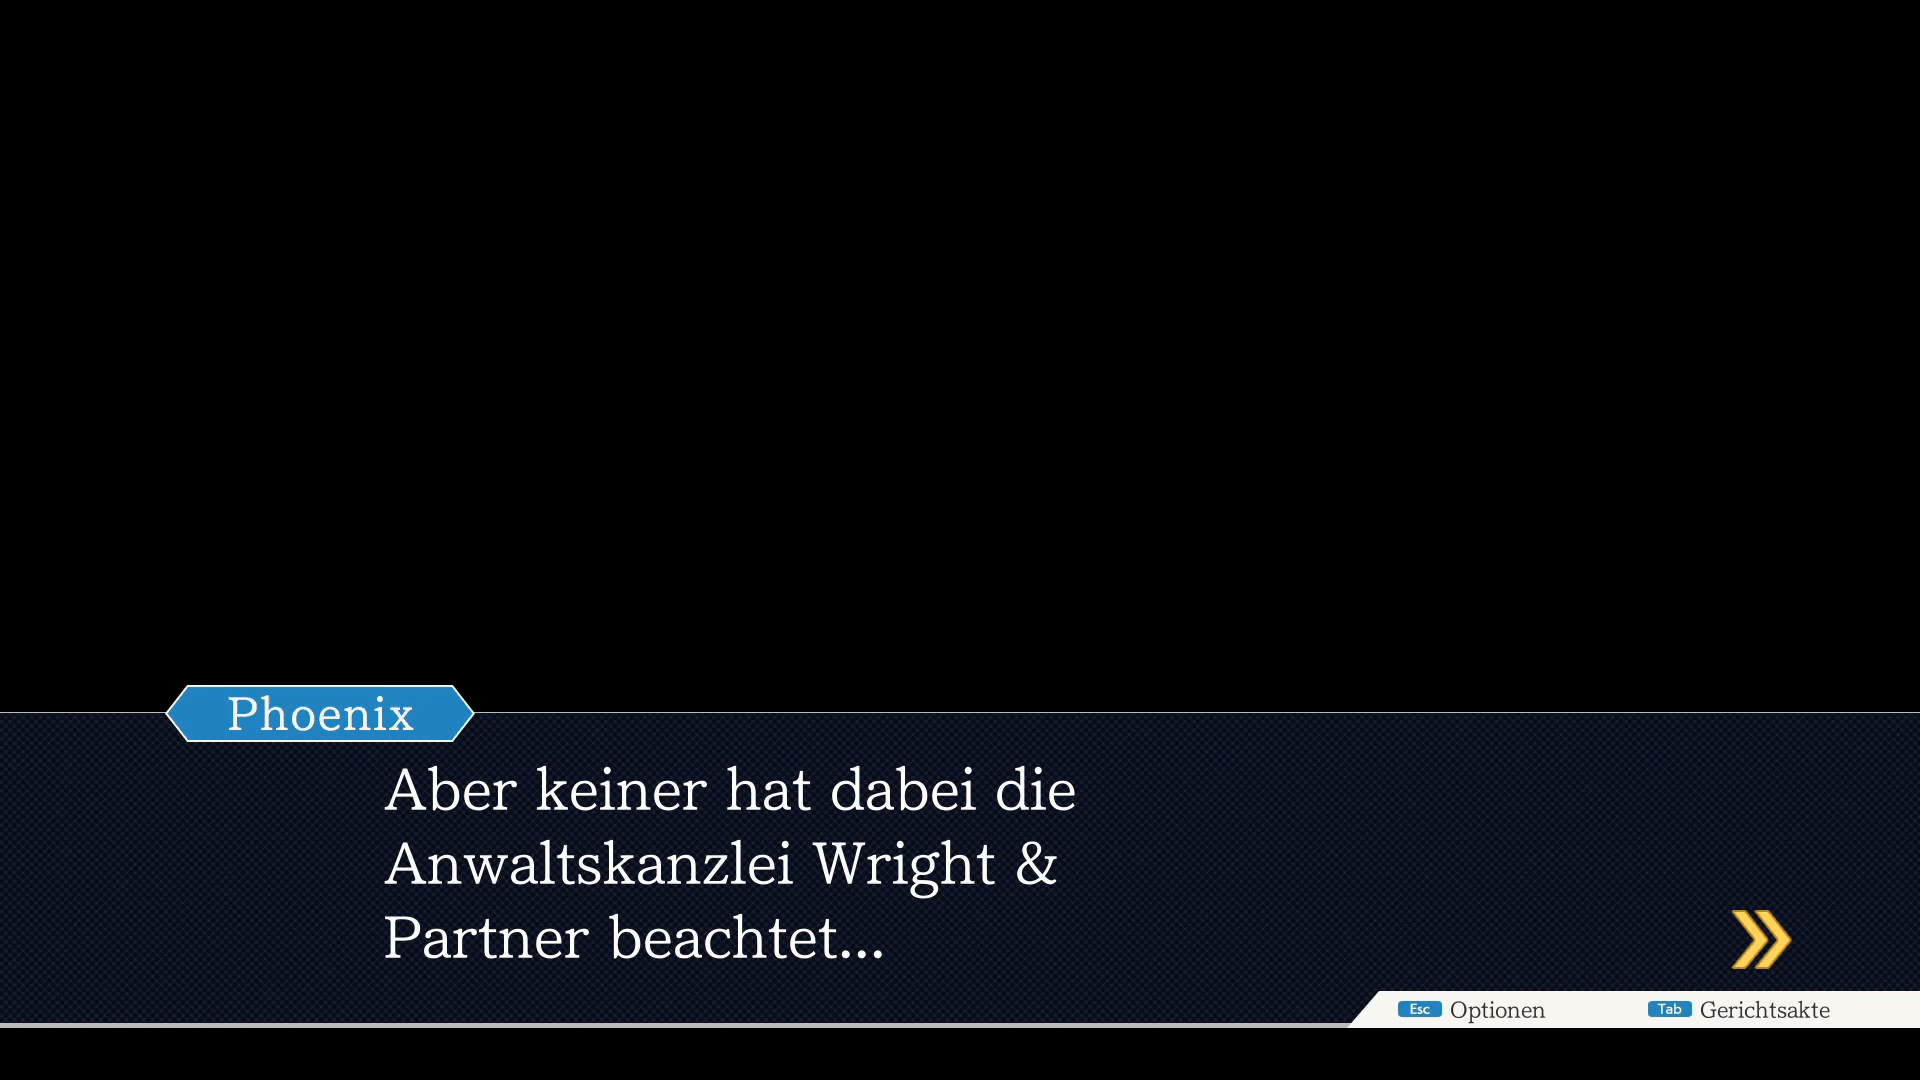 Phoenix
Aber keiner hat dabei die
Anwaltskanzlei Wright &
Partner beachtet...
Esc Optionen Tab Gerichtsakte